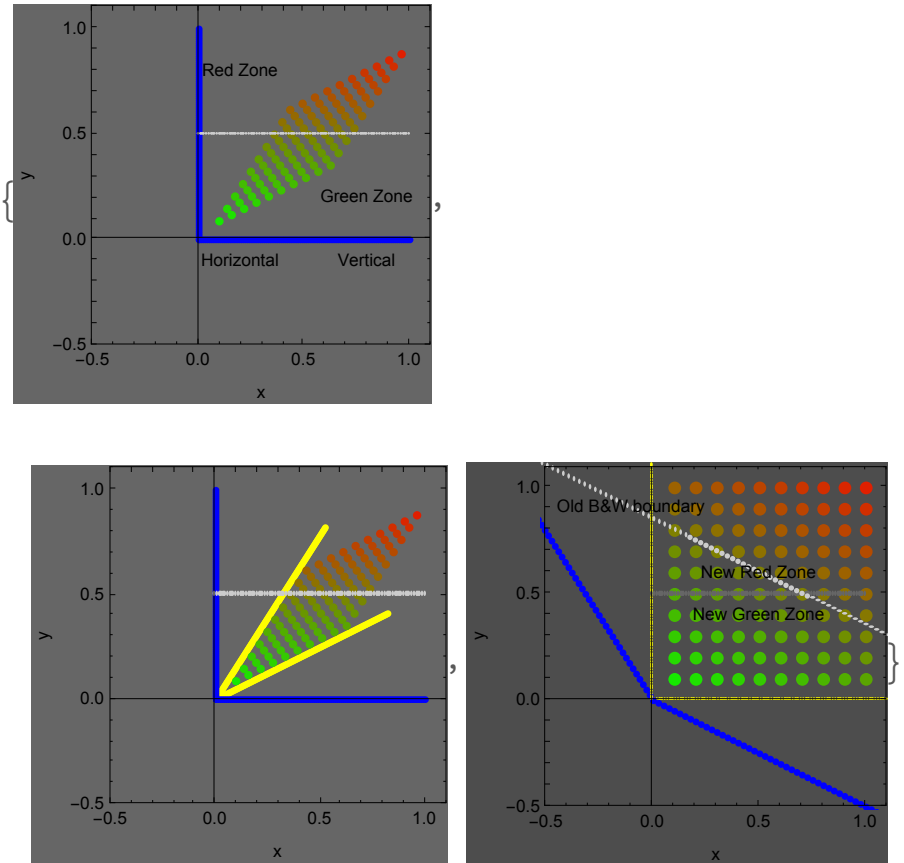 1.0
Red Zone
0.5
y
Green Zone
{
,
0.0
Horizontal Vertical
−0.5
−0.5 0.0 0.5 1.0
x
1.0
0.5
y
0.0
−0.5
−0.5 0.0 0.5 1.0
x
,
1.0
Old B&W boundary
New Red Zone
0.5
New Green Zone
y
}
0.0
−0.5
−0.5 0.0 0.5 1.0
x